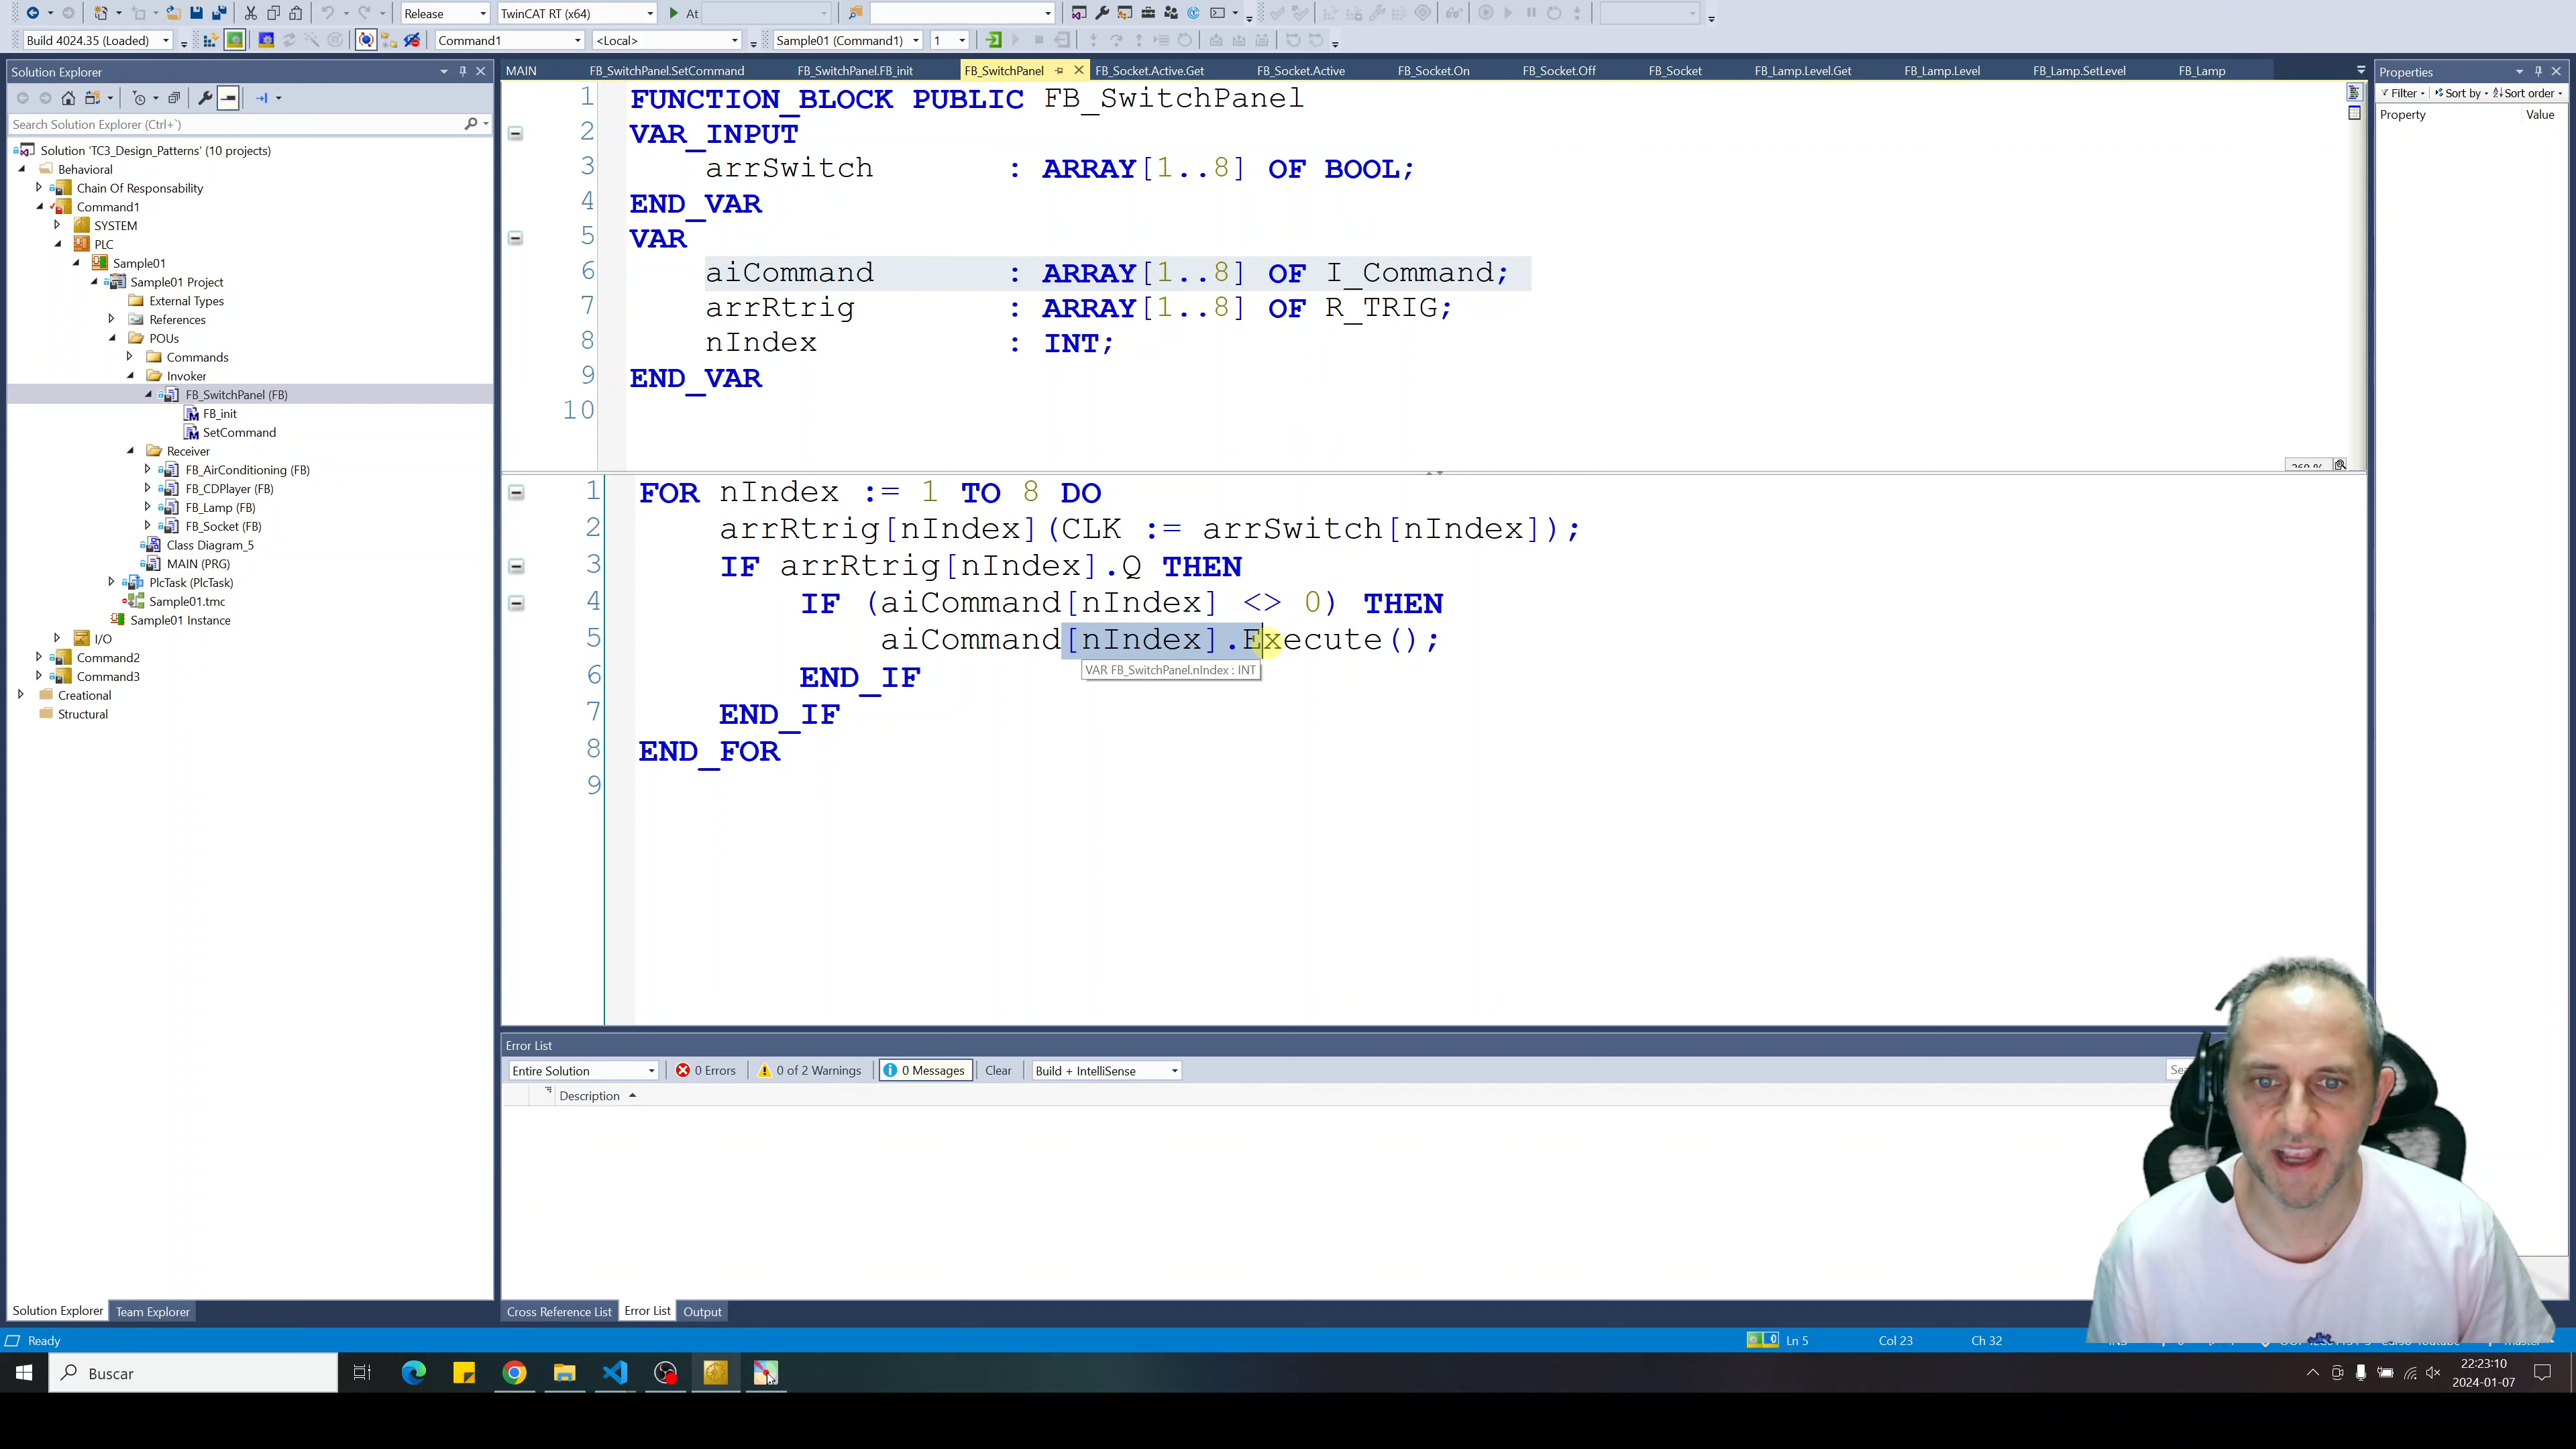 Release
TwinCAT RT (x64)
At
Build 4024.35 (Loaded)
Command1
<Local>
Sample01 (Command1)
1
Solution Explorer
Search Solution Explorer (Ctrl+`)
Solution 'TC3_Design_Patterns' (10 projects)
Behavioral
Chain Of Responsability
Command1
SYSTEM
PLC
Sample01
Sample01 Project
External Types
References
POUs
Commands
Invoker
FB_SwitchPanel (FB)
FB_init
SetCommand
Receiver
FB_AirConditioning (FB)
FB_CDPlayer (FB)
FB_Lamp (FB)
FB_Socket (FB)
Class Diagram_5
MAIN (PRG)
PlcTask (PlcTask)
Sample01.tmc
Sample01 Instance
I/O
Command2
Command3
Creational
Structural
Solution Explorer
Team Explorer
MAIN
FB_SwitchPanel.SetCommand
FB_SwitchPanel.FB_init
FB_SwitchPanel
FB_Socket.Active.Get
FB_Socket.Active
FB_Socket.On
FB_Socket.Off
FB_Socket
FB_Lamp.Level.Get
FB_Lamp.Level
FB_Lamp.SetLevel
FB_Lamp
1 FUNCTION_BLOCK PUBLIC FB_SwitchPanel
2 VAR_INPUT
3 arrSwitch : ARRAY[1..8] OF BOOL;
4 END_VAR
5 VAR
6 aiCommand : ARRAY[1..8] OF I_Command;
7 arrRtrig : ARRAY[1..8] OF R_TRIG;
8 nIndex : INT;
9 END_VAR
10
1 FOR nIndex := 1 TO 8 DO
2 arrRtrig[nIndex](CLK := arrSwitch[nIndex]);
3 IF arrRtrig[nIndex].Q THEN
4 IF (aiCommand[nIndex] <> 0) THEN
5 aiCommand[nIndex].Execute();
VAR FB_SwitchPanel.nIndex : INT
6 END_IF
7 END_IF
8 END_FOR
9
Error List
Entire Solution
0 Errors
0 of 2 Warnings
0 Messages
Clear
Build + IntelliSense
Description
Cross Reference List
Error List
Output
Properties
Filter
Sort by
Sort order
Property
Value
Ready
0
Ln 5
Col 23
Ch 32
Buscar
22:23:10
2024-01-07